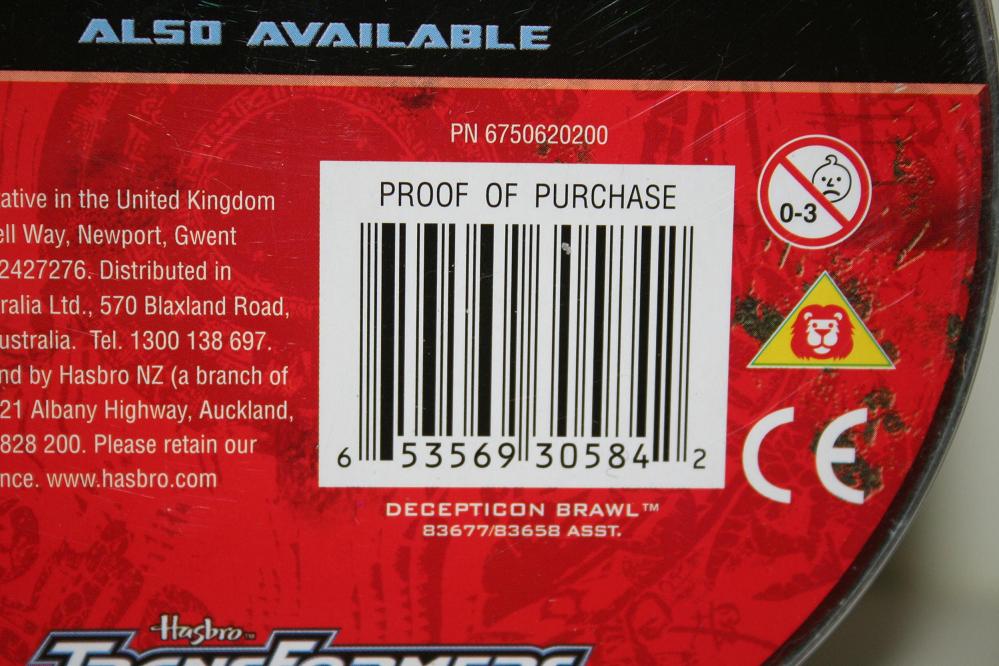 ALSO AVAILABLE
PN 6750620200
PROOF OF PURCHASE
6 53569 30584 2
DECEPTICON BRAWL™
83677/83658 ASST.
0-3
CE
ative in the United Kingdom
ell Way, Newport, Gwent
2427276. Distributed in
ralia Ltd., 570 Blaxland Road,
ustralia. Tel. 1300 138 697.
nd by Hasbro NZ (a branch of
21 Albany Highway, Auckland,
828 200. Please retain our
nce. www.hasbro.com
Hasbro™
TRANSFORMERS